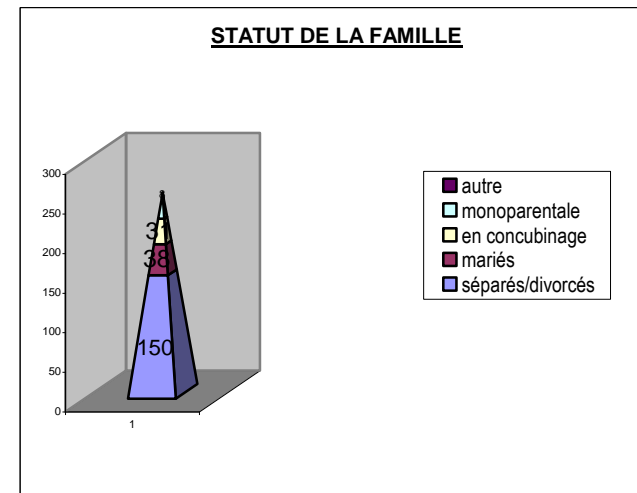 STATUT DE LA FAMILLE
300
250
200
150
100
50
0
31
38
150
1
autre
monoparentale
en concubinage
mariés
séparés/divorcés